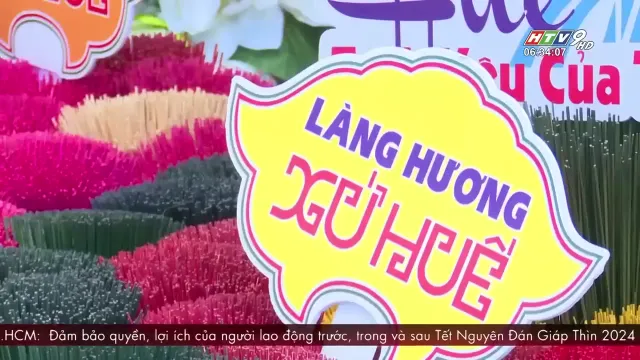 Huế
HTV9 HD
06:34:07
Yêu Của T
LÀNG HƯƠNG
XỨ HUẾ
.HCM: Đảm bảo quyền, lợi ích của người lao động trước, trong và sau Tết Nguyên Đán Giáp Thìn 2024